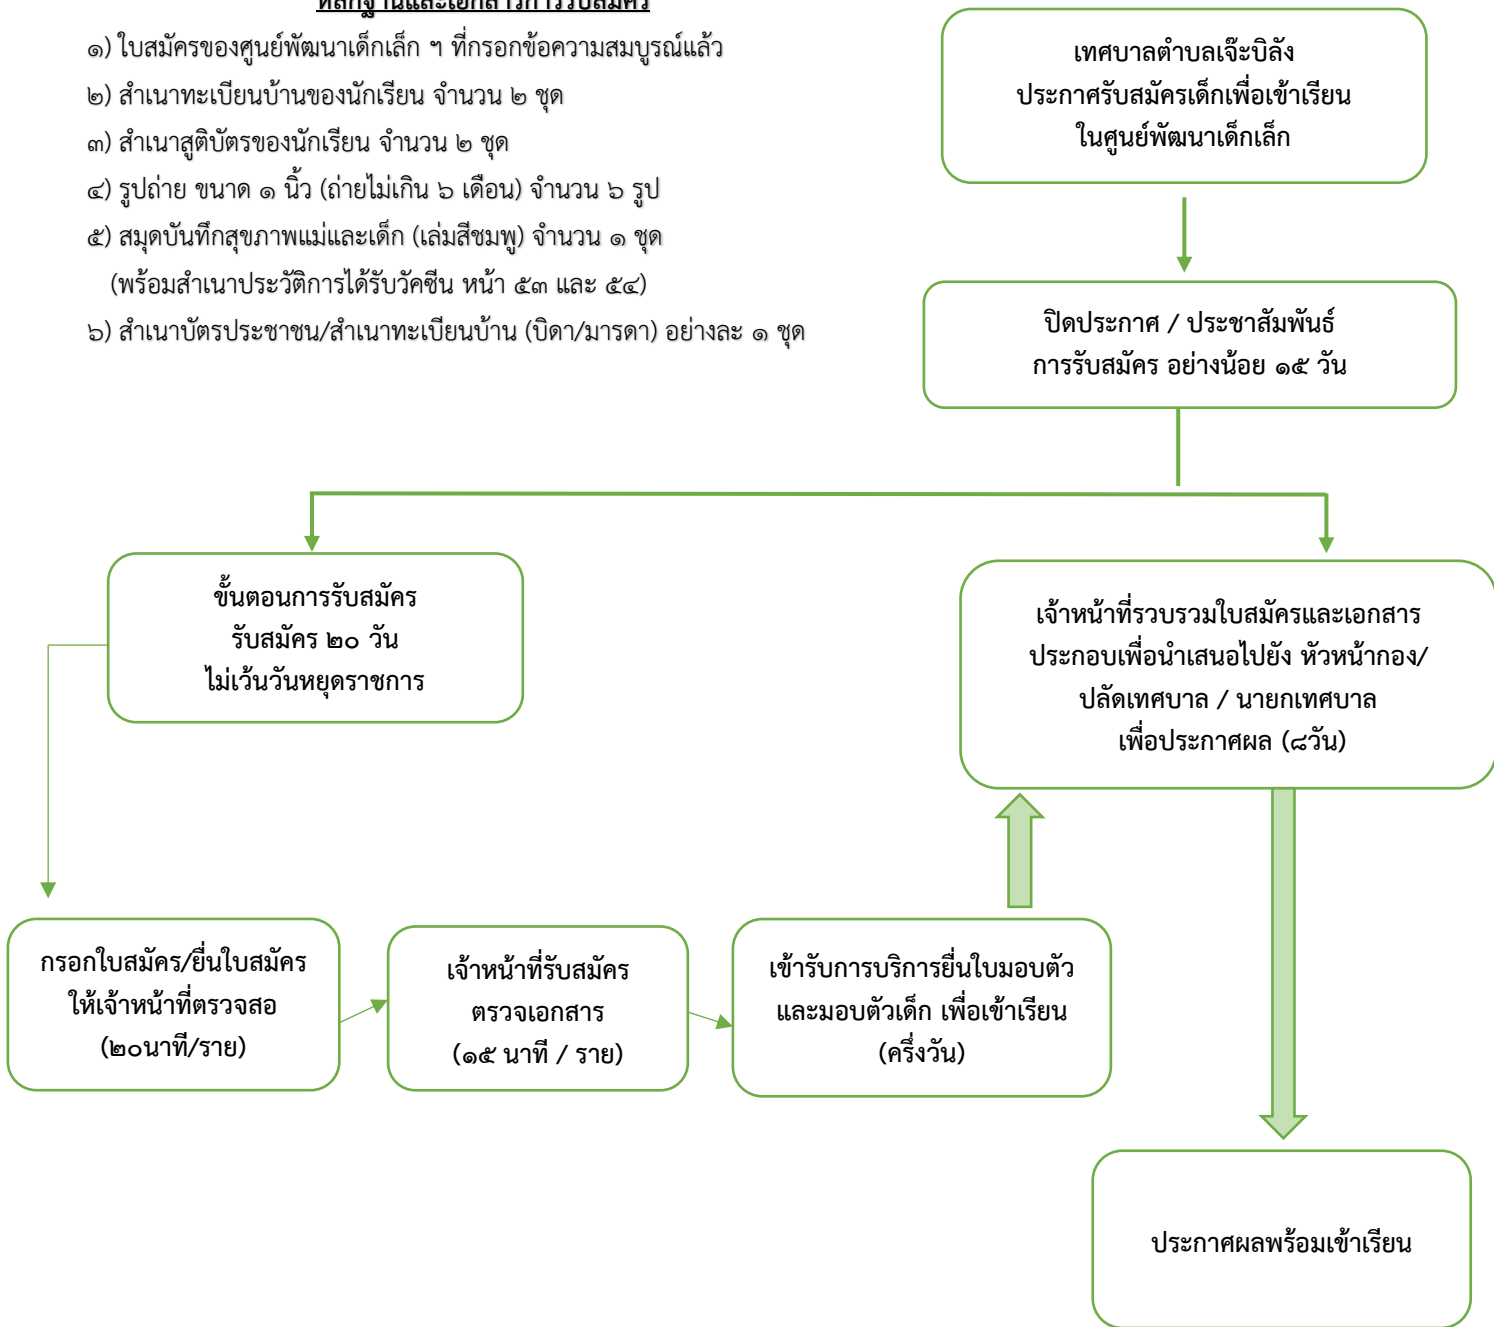 หลักฐานและเอกสารการรับสมัคร
๑) ใบสมัครของศูนย์พัฒนาเด็กเล็ก ฯ ที่กรอกข้อความสมบูรณ์แล้ว
๒) สำเนาทะเบียนบ้านของนักเรียน จำนวน ๒ ชุด
๓) สำเนาสูติบัตรของนักเรียน จำนวน ๒ ชุด
๔) รูปถ่าย ขนาด ๑ นิ้ว (ถ่ายไม่เกิน ๖ เดือน) จำนวน ๖ รูป
๕) สมุดบันทึกสุขภาพแม่และเด็ก (เล่มสีชมพู) จำนวน ๑ ชุด
(พร้อมสำเนาประวัติการได้รับวัคซีน หน้า ๕๓ และ ๕๔)
๖) สำเนาบัตรประชาชน/สำเนาทะเบียนบ้าน (บิดา/มารดา) อย่างละ ๑ ชุด
เทศบาลตำบลเจ๊ะบิลัง
ประกาศรับสมัครเด็กเพื่อเข้าเรียน
ในศูนย์พัฒนาเด็กเล็ก
ปิดประกาศ / ประชาสัมพันธ์
การรับสมัคร อย่างน้อย ๑๕ วัน
ขั้นตอนการรับสมัคร
รับสมัคร ๒๐ วัน
ไม่เว้นวันหยุดราชการ
เจ้าหน้าที่รวบรวมใบสมัครและเอกสาร
ประกอบเพื่อนำเสนอไปยัง หัวหน้ากอง/
ปลัดเทศบาล / นายกเทศบาล
เพื่อประกาศผล (๘วัน)
กรอกใบสมัคร/ยื่นใบสมัคร
ให้เจ้าหน้าที่ตรวจสอ
(๒๐นาที/ราย)
เจ้าหน้าที่รับสมัคร
ตรวจเอกสาร
(๑๕ นาที / ราย)
เข้ารับการบริการยื่นใบมอบตัว
และมอบตัวเด็ก เพื่อเข้าเรียน
(ครึ่งวัน)
ประกาศผลพร้อมเข้าเรียน